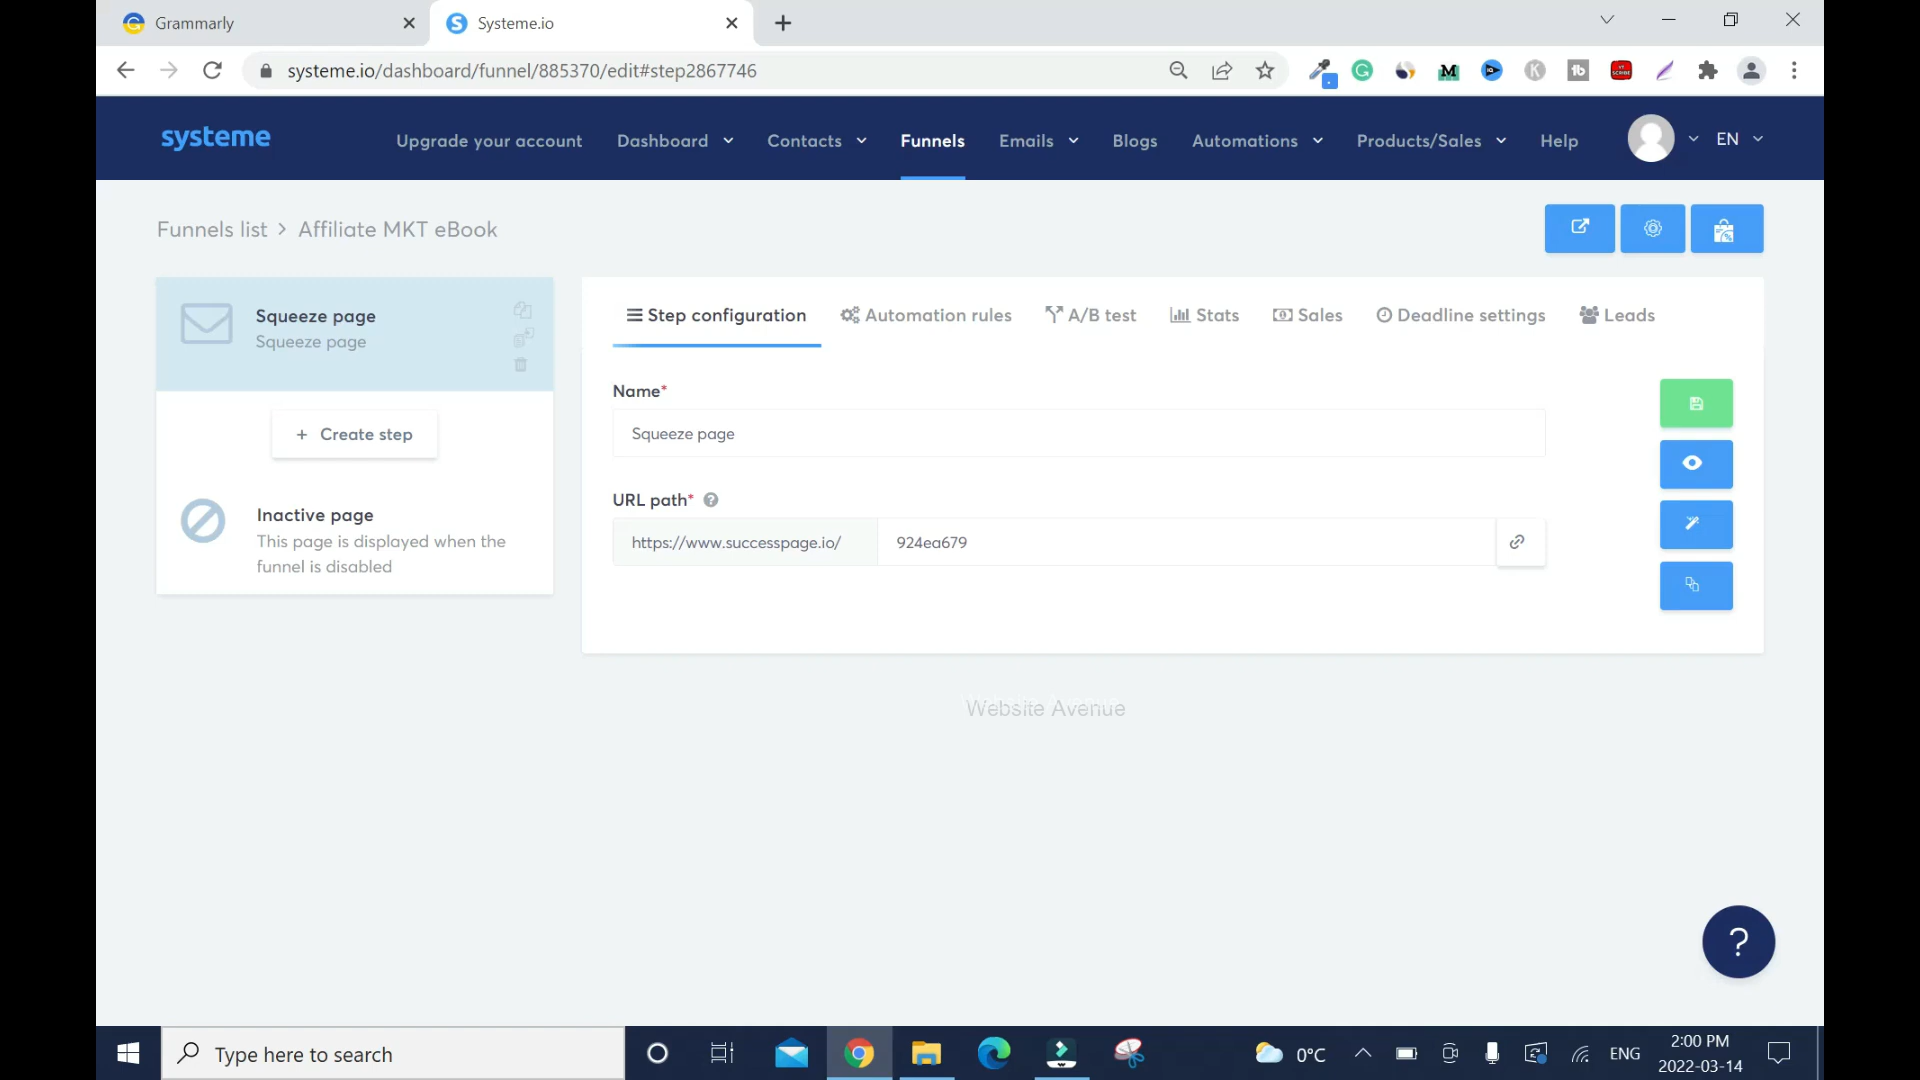 Grammarly
Systeme.io
systeme.io/dashboard/funnel/885370/edit#step2867746
systeme
Upgrade your account
Dashboard
Contacts
Funnels
Emails
Blogs
Automations
Products/Sales
Help
EN
Funnels list > Affiliate MKT eBook
Squeeze page
Squeeze page
+ Create step
Inactive page
This page is displayed when the
funnel is disabled
Step configuration
Automation rules
A/B test
Stats
Sales
Deadline settings
Leads
Name*
Squeeze page
URL path* ?
https://www.successpage.io/
924ea679
Website Avenue
?
Type here to search
0°C
ENG
2:00 PM
2022-03-14